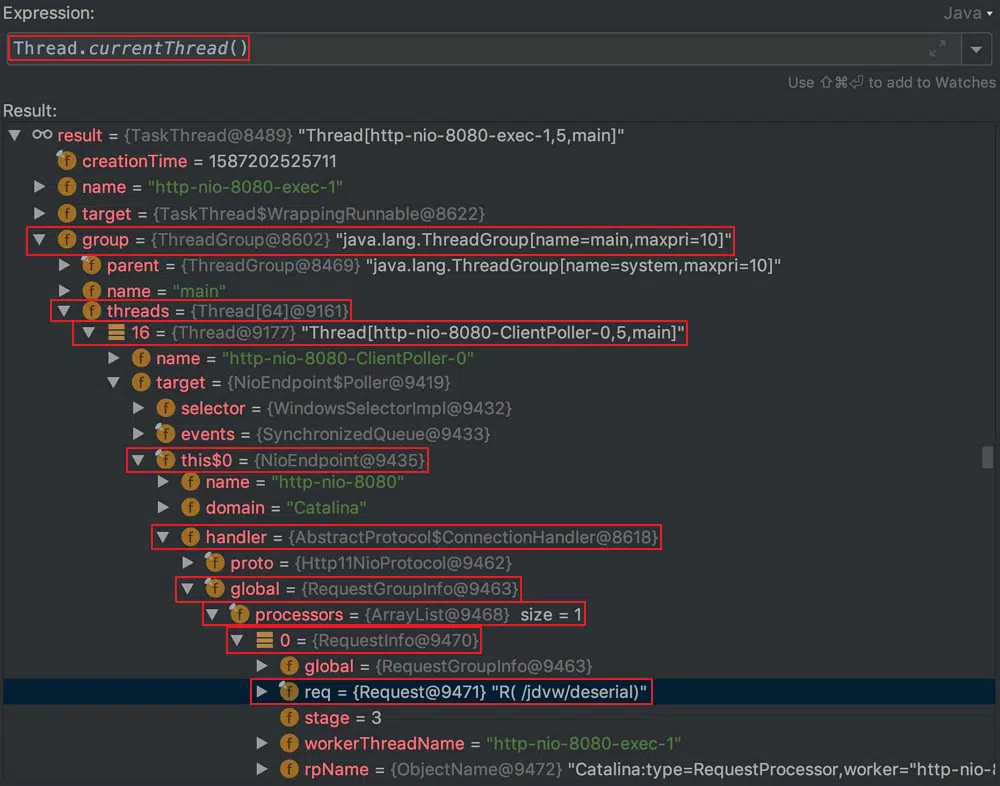 Expression:
Java
Thread.currentThread()
Use ⇧⌘⏎ to add to Watches
Result:
result = {TaskThread@8489} "Thread[http-nio-8080-exec-1,5,main]"
creationTime = 1587202525711
name = "http-nio-8080-exec-1"
target = {TaskThread$WrappingRunnable@8622}
group = {ThreadGroup@8602} "java.lang.ThreadGroup[name=main,maxpri=10]"
parent = {ThreadGroup@8469} "java.lang.ThreadGroup[name=system,maxpri=10]"
name = "main"
threads = {Thread[64]@9161}
16 = {Thread@9177} "Thread[http-nio-8080-ClientPoller-0,5,main]"
name = "http-nio-8080-ClientPoller-0"
target = {NioEndpoint$Poller@9419}
selector = {WindowsSelectorImpl@9432}
events = {SynchronizedQueue@9433}
this$0 = {NioEndpoint@9435}
name = "http-nio-8080"
domain = "Catalina"
handler = {AbstractProtocol$ConnectionHandler@8618}
proto = {Http11NioProtocol@9462}
global = {RequestGroupInfo@9463}
processors = {ArrayList@9468} size = 1
0 = {RequestInfo@9470}
global = {RequestGroupInfo@9463}
req = {Request@9471} "R( /jdvw/deserial)"
stage = 3
workerThreadName = "http-nio-8080-exec-1"
rpName = {ObjectName@9472} "Catalina:type=RequestProcessor,worker="http-nio-8